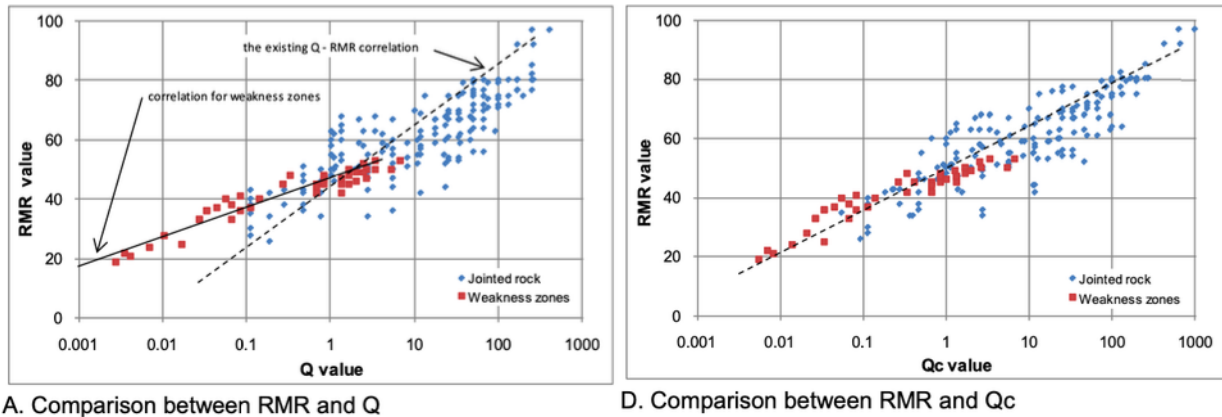 100
80
60
40
20
0
RMR value
the existing Q - RMR correlation
correlation for weakness zones
Jointed rock
Weakness zones
0.001 0.01 0.1 1 10 100 1000
Q value
A. Comparison between RMR and Q
100
80
60
40
20
0
RMR value
Jointed rock
Weakness zones
0.001 0.01 0.1 1 10 100 1000
Qc value
D. Comparison between RMR and Qc